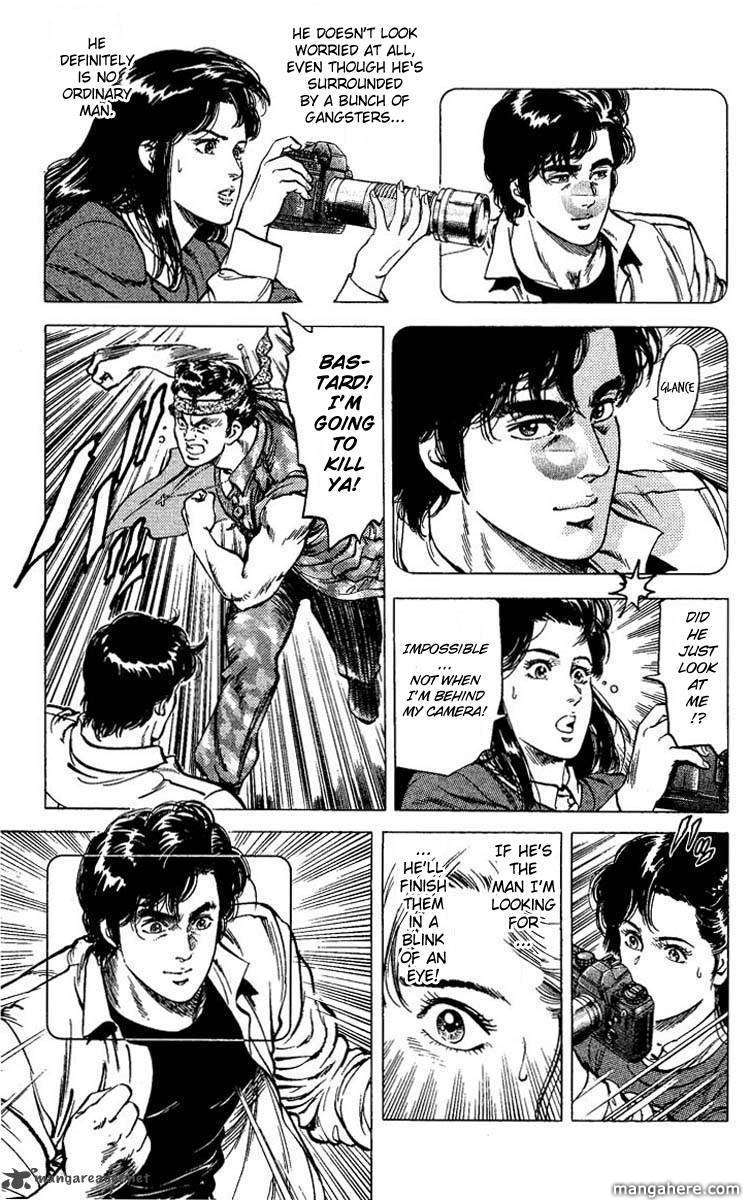 HE DOESN'T LOOK
WORRIED AT ALL,
EVEN THOUGH HE'S
SURROUNDED
BY A BUNCH OF
GANGSTERS...
HE
DEFINITELY
IS NO
ORDINARY
MAN.
GLANCE
BAS-
TARD!
I'M
GOING
TO
KILL
YA!
DID
HE
JUST
LOOK
AT
ME
!?
IMPOSSIBLE
...
NOT WHEN
I'M BEHIND
MY CAMERA!
IF HE'S
THE
MAN I'M
LOOKING
FOR
...
...
HE'LL
FINISH
THEM
IN A
BLINK
OF AN
EYE!
mangareader.net
mangahere.com